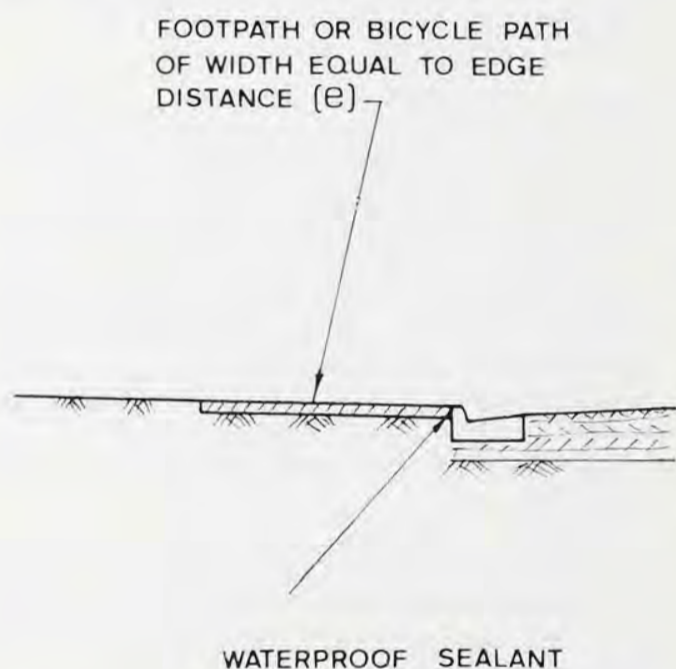 FOOTPATH OR BICYCLE PATH
OF WIDTH EQUAL TO EDGE
DISTANCE (e)
WATERPROOF SEALANT